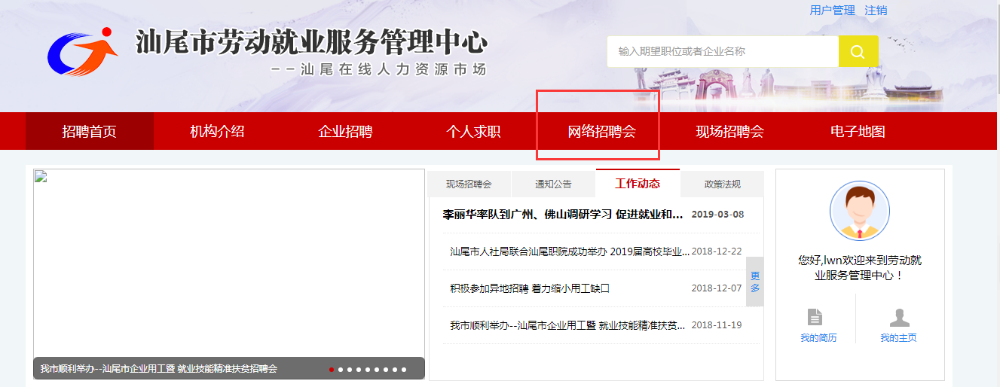 用户管理 注销
汕尾市劳动就业服务管理中心
--汕尾在线人力资源市场
输入期望职位或者企业名称
招聘首页 机构介绍 企业招聘 个人求职 网络招聘会 现场招聘会 电子地图
现场招聘会 通知公告 工作动态 政策法规
李丽华率队到广州、佛山调研学习 促进就业和... 2019-03-08
汕尾市人社局联合汕尾职院成功举办 2019届高校毕业... 2018-12-22
积极参加异地招聘 着力缩小用工缺口 2018-12-07
我市顺利举办--汕尾市企业用工暨 就业技能精准扶贫... 2018-11-19
更多
我市顺利举办--汕尾市企业用工暨 就业技能精准扶贫招聘会
您好,lwn欢迎来到劳动就
业服务管理中心！
我的简历 我的主页